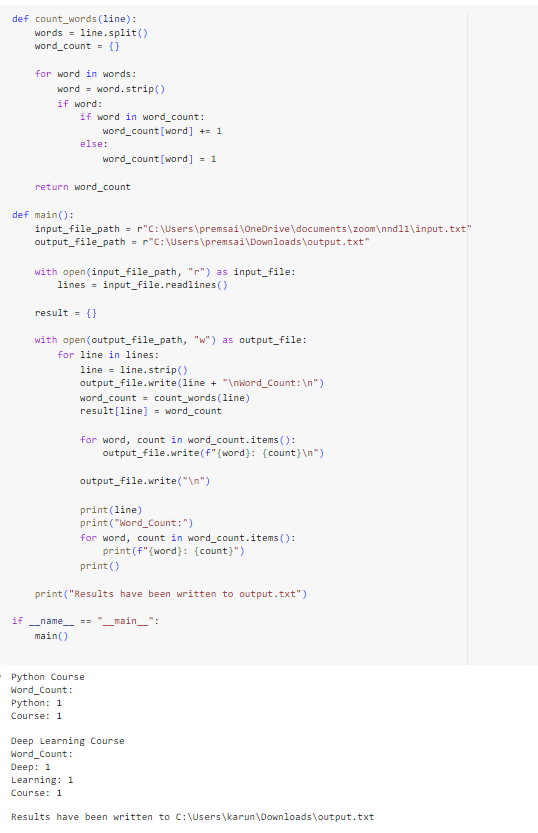 def count_words(line):
    words = line.split()
    word_count = {}

    for word in words:
        word = word.strip()
        if word:
            if word in word_count:
                word_count[word] += 1
            else:
                word_count[word] = 1

    return word_count

def main():
    input_file_path = r"C:\Users\premsai\OneDrive\documents\zoom\nndl1\input.txt"
    output_file_path = r"C:\Users\premsai\Downloads\output.txt"

    with open(input_file_path, "r") as input_file:
        lines = input_file.readlines()

    result = {}

    with open(output_file_path, "w") as output_file:
        for line in lines:
            line = line.strip()
            output_file.write(line + "\nWord_Count:\n")
            word_count = count_words(line)
            result[line] = word_count

            for word, count in word_count.items():
                output_file.write(f"{word}: {count}\n")

            output_file.write("\n")

            print(line)
            print("Word_Count:")
            for word, count in word_count.items():
                print(f"{word}: {count}")
            print()

    print("Results have been written to output.txt")

if __name__ == "__main__":
    main()

Python Course
Word_Count:
Python: 1
Course: 1

Deep Learning Course
Word_Count:
Deep: 1
Learning: 1
Course: 1

Results have been written to C:\Users\karun\Downloads\output.txt